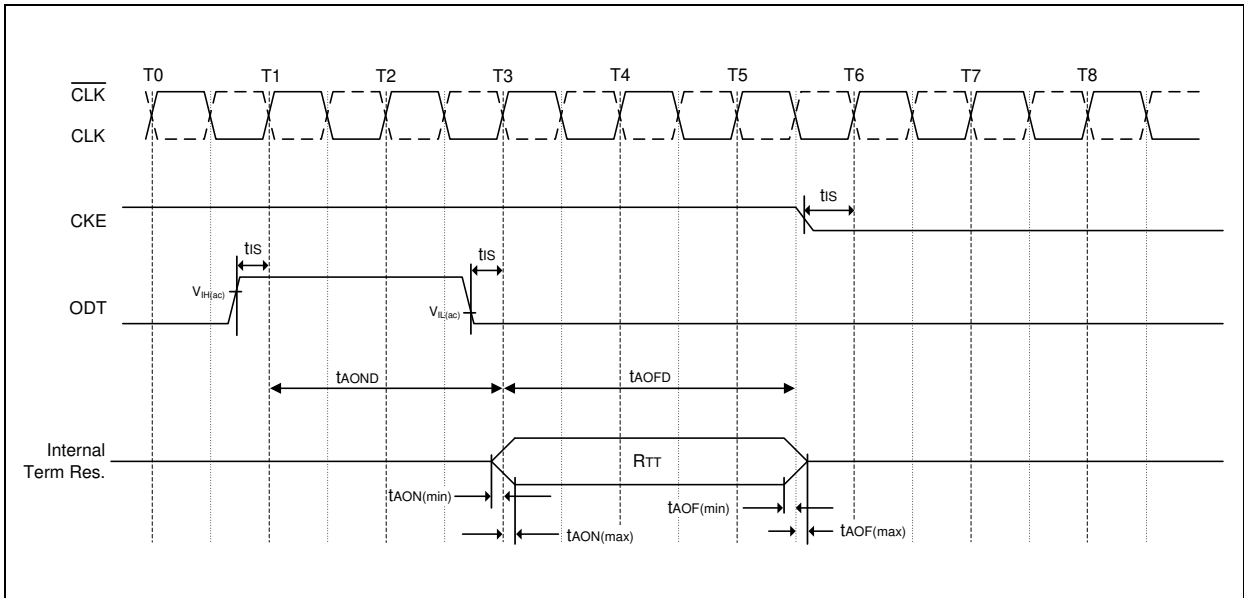 T0 T1 T2 T3 T4 T5 T6 T7 T8
CLK
CLK
tIS
CKE
tIS
tIS
VIH(ac)
ODT
VIL(ac)
tAOND
tAOFD
Internal
Term Res.
RTT
tAON(min)
tAOF(min)
tAON(max)
tAOF(max)